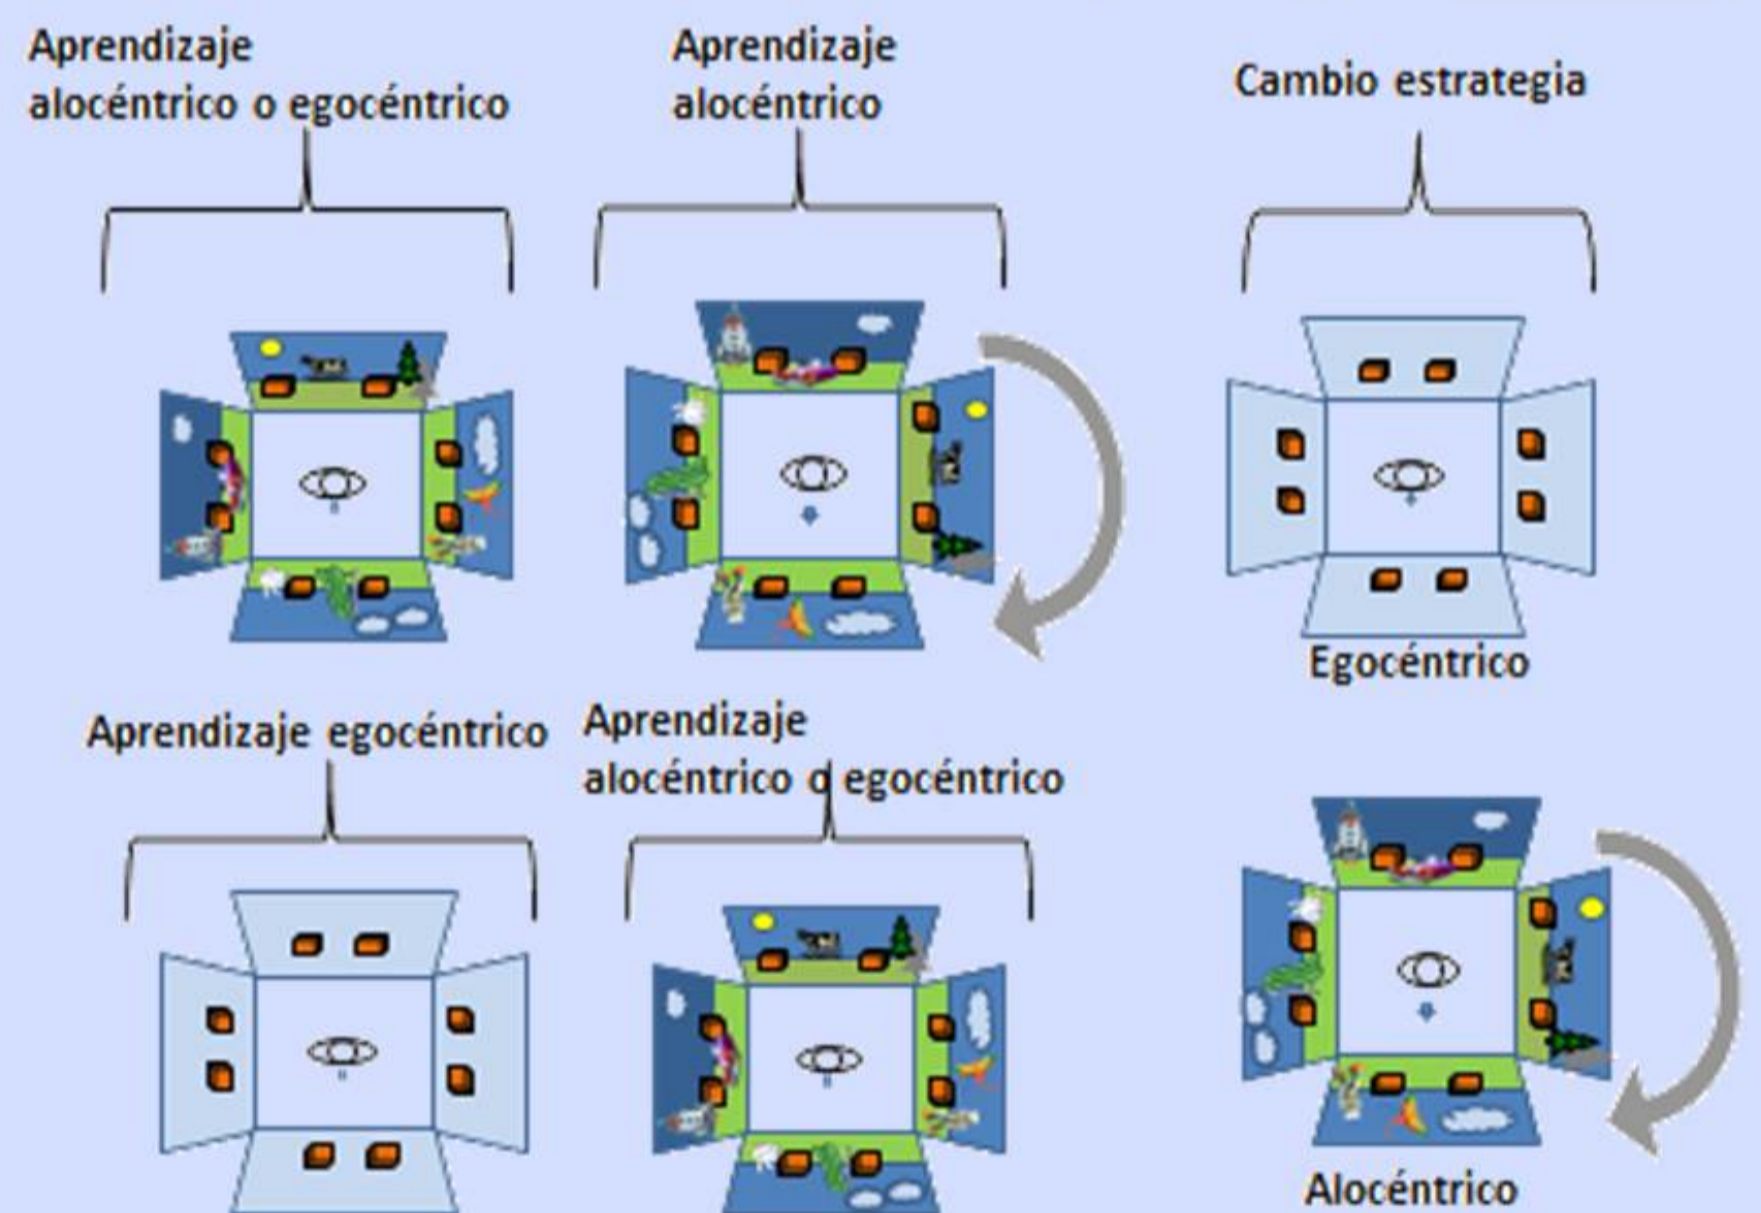 Aprendizaje
alocéntrico o egocéntrico
Aprendizaje
alocéntrico
Cambio estrategia
Egocéntrico
Aprendizaje egocéntrico
Aprendizaje
alocéntrico o egocéntrico
Alocéntrico